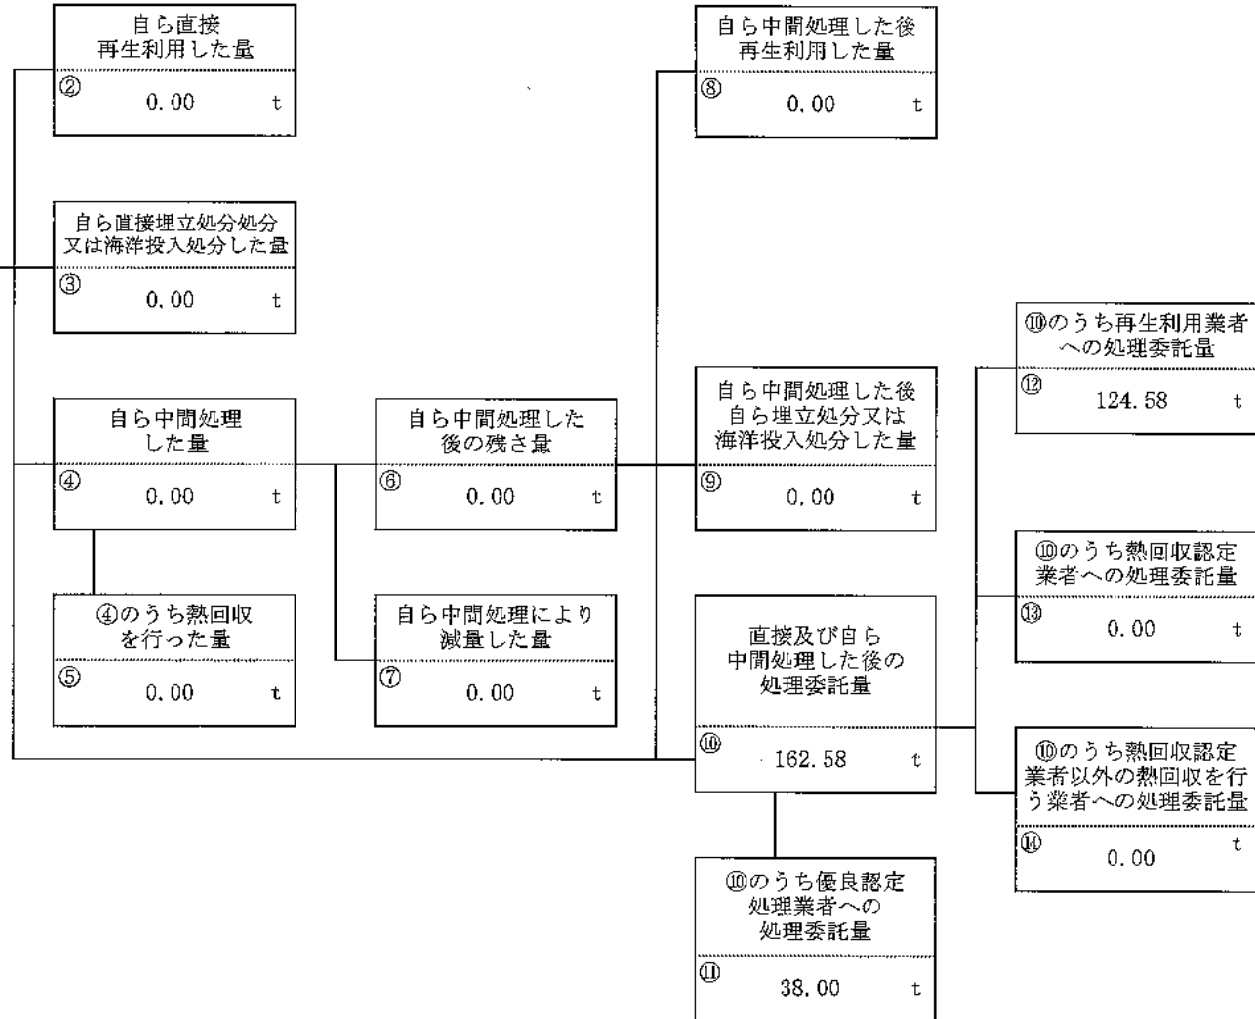 自ら直接
再生利用した量
② 0.00 t
自ら中間処理した後
再生利用した量
⑧ 0.00 t
自ら直接埋立処分処分
又は海洋投入処分した量
③ 0.00 t
⑩のうち再生利用業者
への処理委託量
⑫ 124.58 t
自ら中間処理
した量
④ 0.00 t
自ら中間処理した
後の残さ量
⑥ 0.00 t
自ら中間処理した後
自ら埋立処分又は
海洋投入処分した量
⑨ 0.00 t
⑩のうち熱回収認定
業者への処理委託量
⑬ 0.00 t
④のうち熱回収
を行った量
⑤ 0.00 t
自ら中間処理により
減量した量
⑦ 0.00 t
直接及び自ら
中間処理した後の
処理委託量
⑩ 162.58 t
⑩のうち熱回収認定
業者以外の熱回収を行
う業者への処理委託量
⑭ 0.00 t
⑩のうち優良認定
処理業者への
処理委託量
⑪ 38.00 t